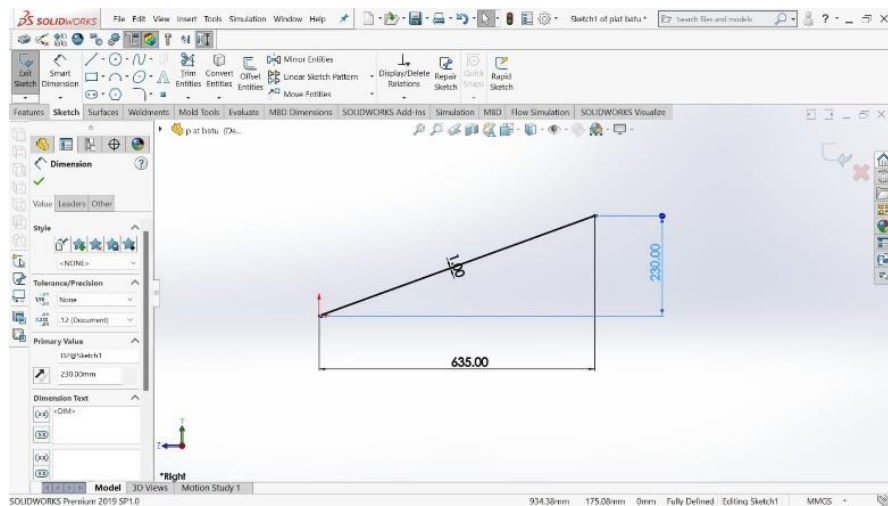 SOLIDWORKS File Edit View Insert Tools Simulation Window Help Sketch1 of plat batu * Search files and models
Exit Sketch
Smart Dimension
Trim Entities
Convert Entities
Offset Entities
Mirror Entities
Linear Sketch Pattern
Move Entities
Display/Delete Relations
Repair Sketch
Quick Snaps
Rapid Sketch
Features Sketch Surfaces Weldments Mold Tools Evaluate MBD Dimensions SOLIDWORKS Add-Ins Simulation MBD Flow Simulation SOLIDWORKS Visualize
plat batu (De...
Dimension
Value Leaders Other
Style
<NONE>
Tolerance/Precision
None
.12 (Document)
Primary Value
D2@Sketch1
230.00mm
Dimension Text
<DIM>
1.00
230.00
635.00
Y
Z
*Right
Model 3D Views Motion Study 1
SOLIDWORKS Premium 2019 SP1.0 934.38mm 175.08mm 0mm Fully Defined Editing Sketch1 MMGS